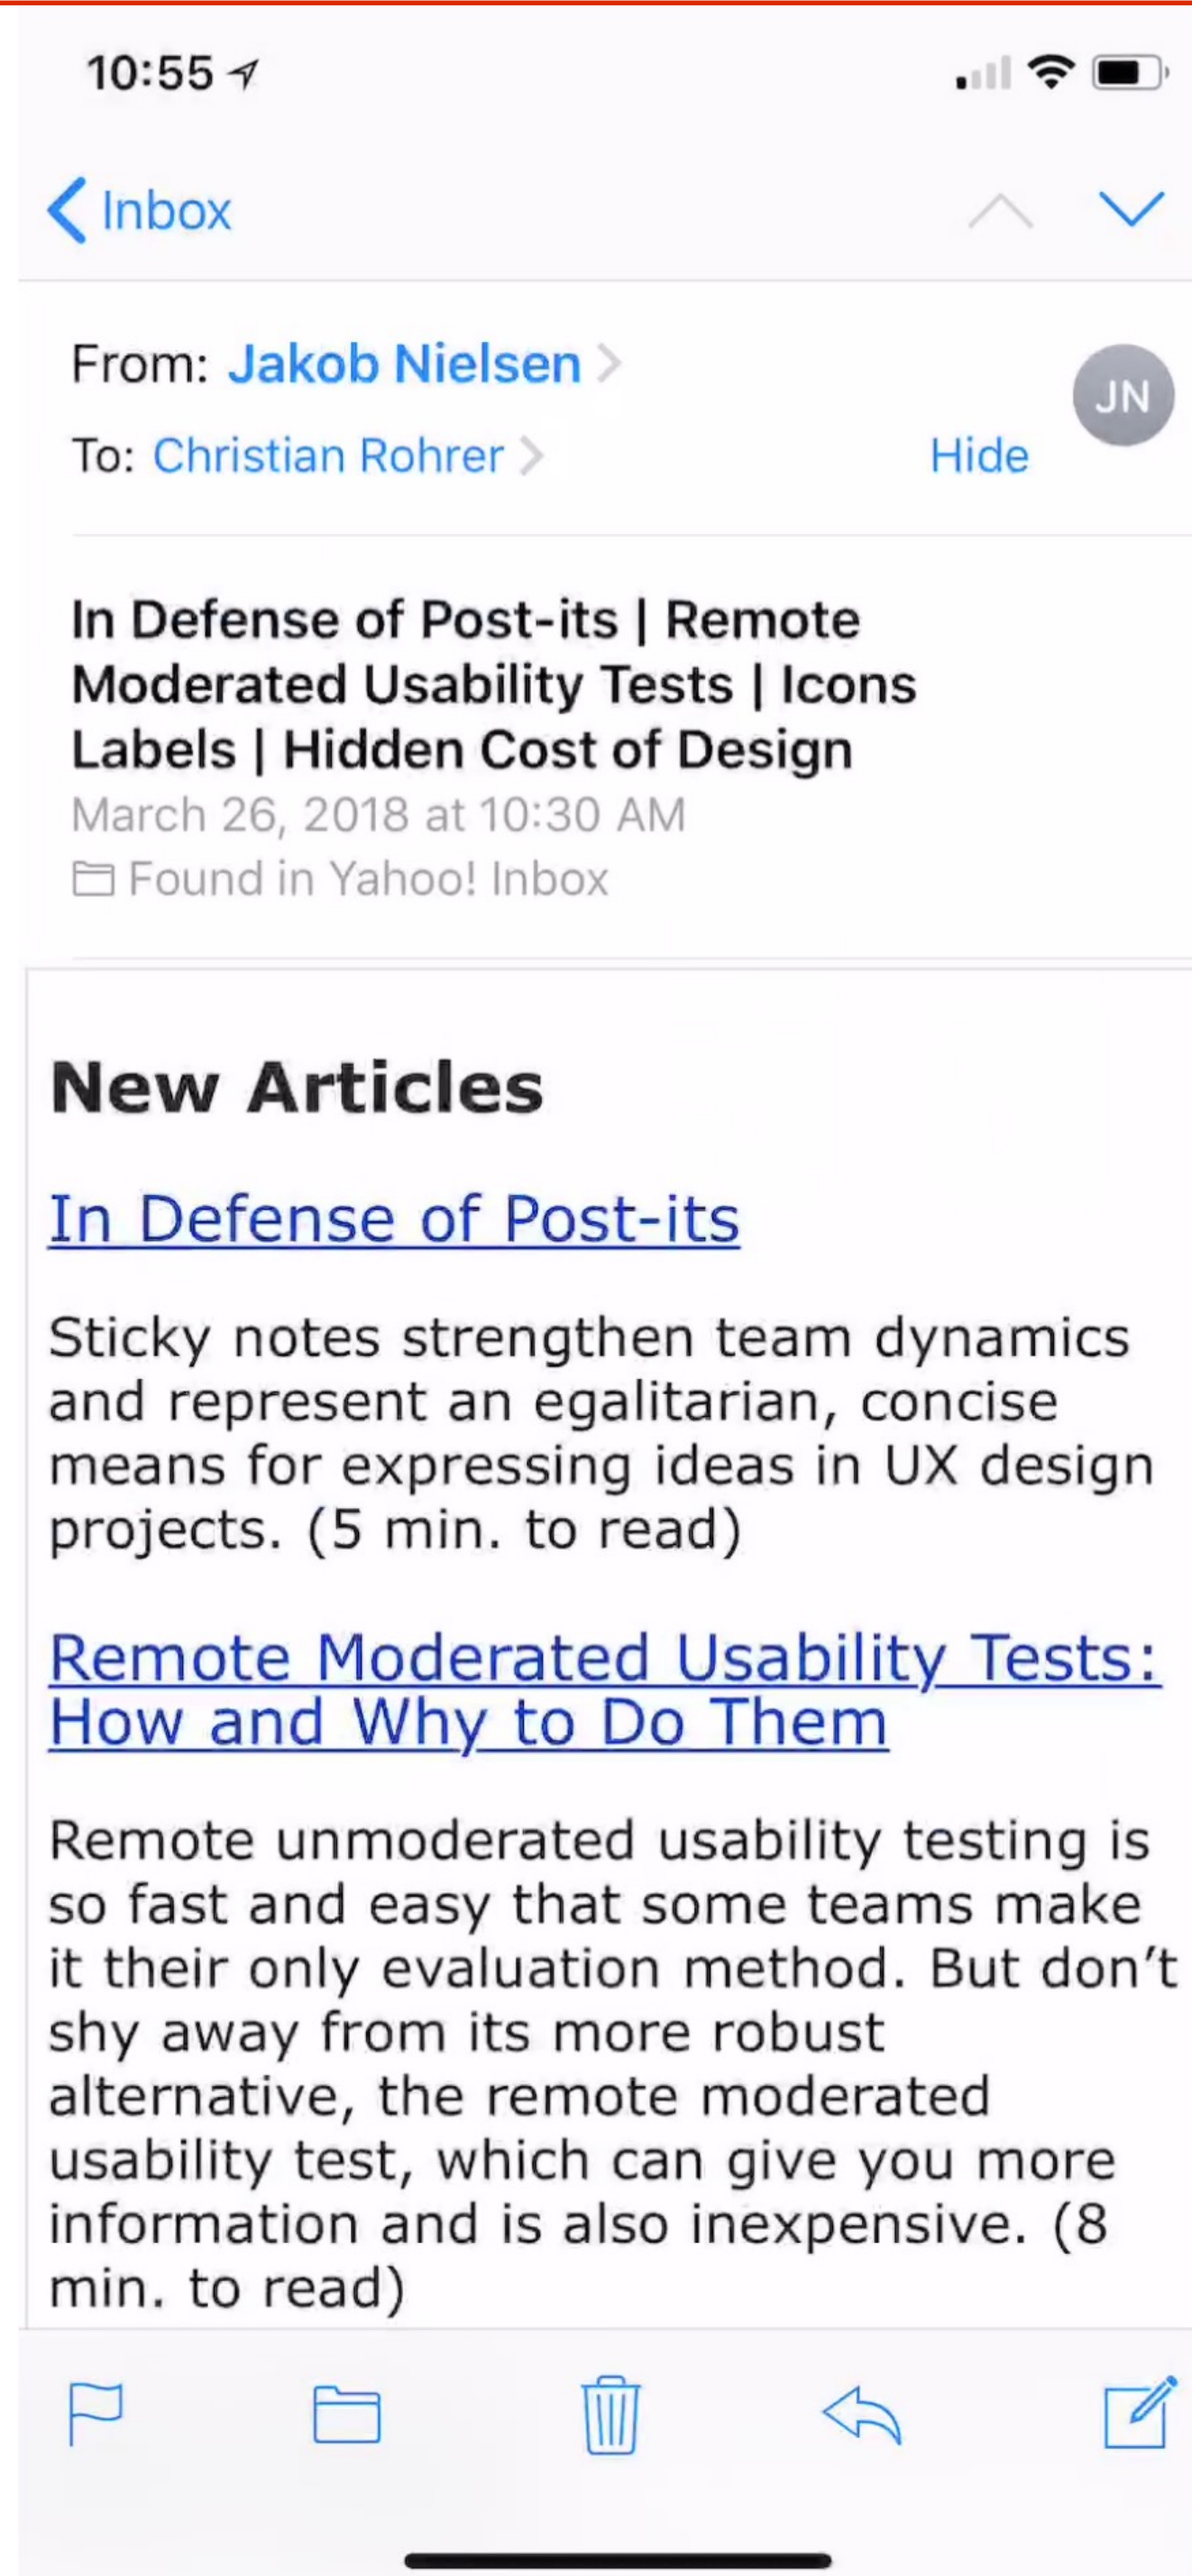 10:55
Inbox
From: Jakob Nielsen
JN
To: Christian Rohrer
Hide
In Defense of Post-its | Remote
Moderated Usability Tests | Icons
Labels | Hidden Cost of Design
March 26, 2018 at 10:30 AM
Found in Yahoo! Inbox
New Articles
In Defense of Post-its
Sticky notes strengthen team dynamics
and represent an egalitarian, concise
means for expressing ideas in UX design
projects. (5 min. to read)
Remote Moderated Usability Tests:
How and Why to Do Them
Remote unmoderated usability testing is
so fast and easy that some teams make
it their only evaluation method. But don’t
shy away from its more robust
alternative, the remote moderated
usability test, which can give you more
information and is also inexpensive. (8
min. to read)